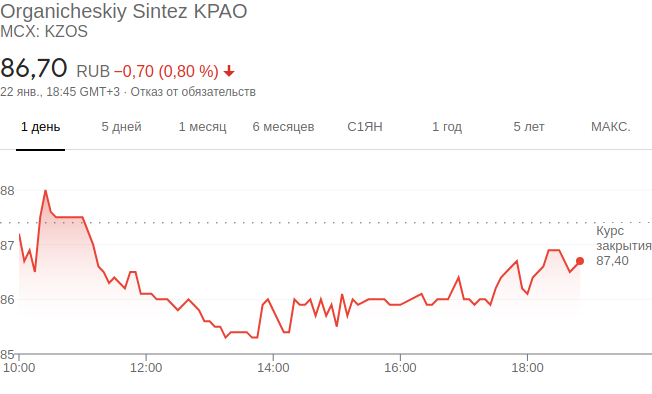 Organicheskiy Sintez KPAO
MCX: KZOS
86,70 RUB −0,70 (0,80 %)
22 янв., 18:45 GMT+3 · Отказ от обязательств
1 день 5 дней 1 месяц 6 месяцев С1ЯН 1 год 5 лет МАКС.
88
87
86
85
Курс
закрытия
87,40
10:00 12:00 14:00 16:00 18:00